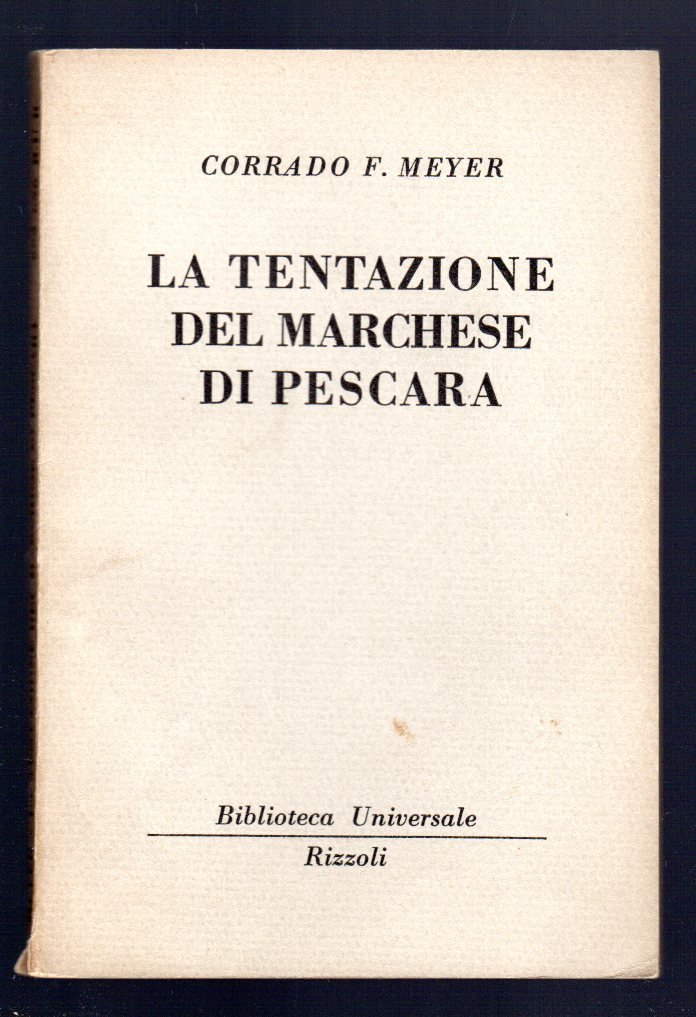 CORRADO F. MEYER
LA TENTAZIONE
DEL MARCHESE
DI PESCARA
Biblioteca Universale
Rizzoli